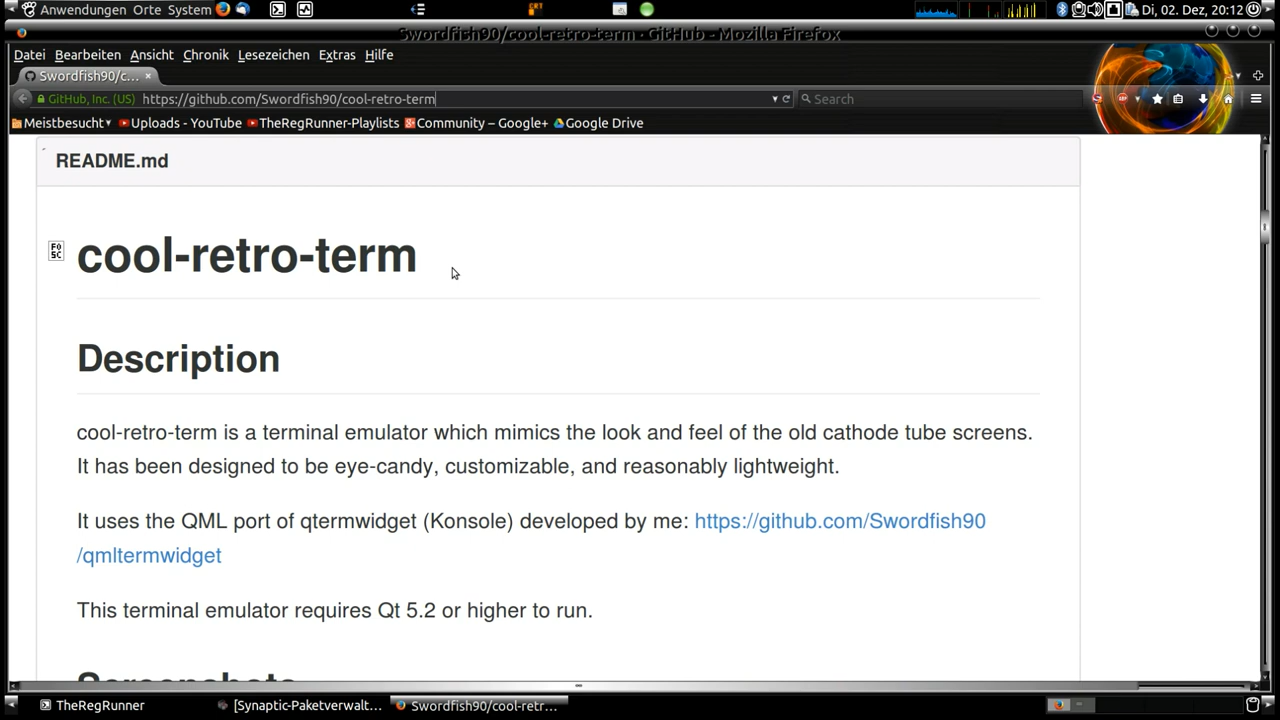 Anwendungen Orte System
Di, 02. Dez, 20:12
Swordfish90/cool-retro-term · GitHub - Mozilla Firefox
Datei Bearbeiten Ansicht Chronik Lesezeichen Extras Hilfe
Swordfish90/c...
GitHub, Inc. (US) https://github.com/Swordfish90/cool-retro-term Search
Meistbesucht Uploads - YouTube TheRegRunner-Playlists Community – Google+ Google Drive
README.md
cool-retro-term
Description
cool-retro-term is a terminal emulator which mimics the look and feel of the old cathode tube screens.
It has been designed to be eye-candy, customizable, and reasonably lightweight.
It uses the QML port of qtermwidget (Konsole) developed by me: https://github.com/Swordfish90
/qmltermwidget
This terminal emulator requires Qt 5.2 or higher to run.
Screenshots
TheRegRunner [Synaptic-Paketverwalt... Swordfish90/cool-retr...